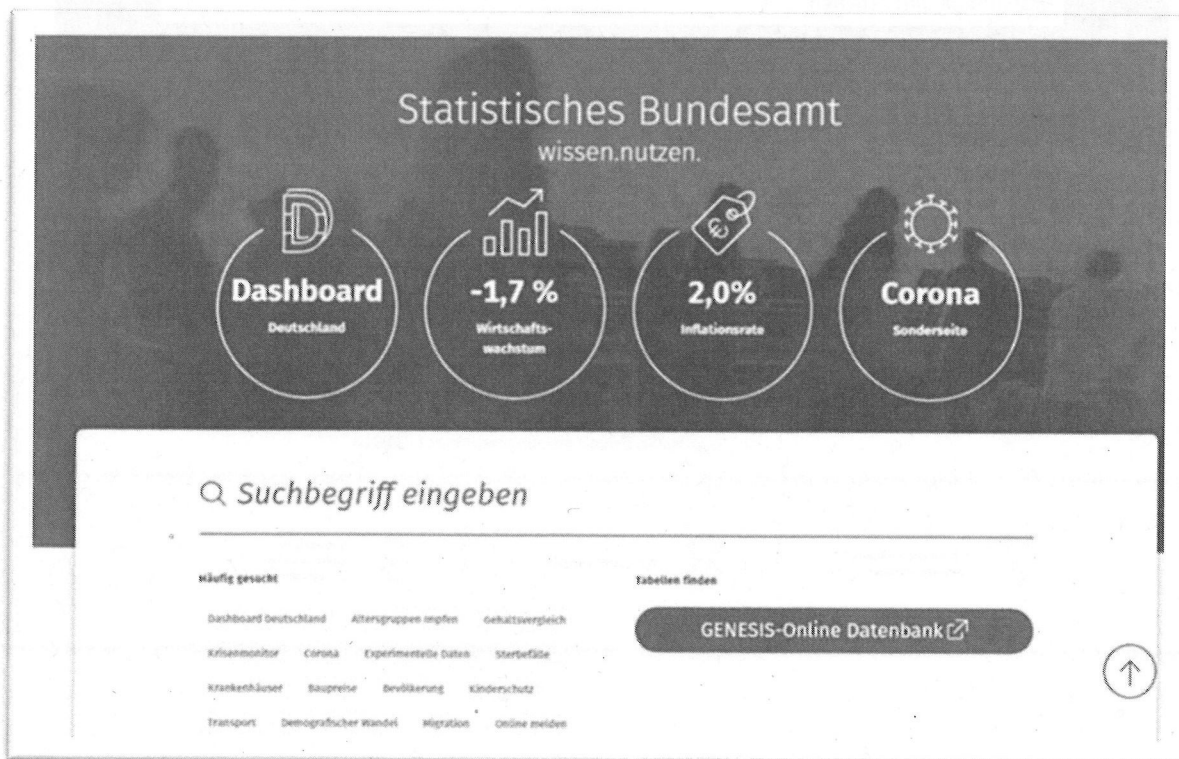 Statistisches Bundesamt
wissen.nutzen.
Dashboard
Deutschland
-1,7 %
Wirtschafts-
wachstum
2,0%
Inflationsrate
Corona
Sonderseite
Suchbegriff eingeben
Häufig gesucht
Dashboard Deutschland Altersgruppen Impfen Gehaltsvergleich
Krisenmonitor Corona Experimentelle Daten Sterbefälle
Krankenhäuser Baupreise Bevölkerung Kinderschutz
Transport Demografischer Wandel Migration Online melden
Tabellen finden
GENESIS-Online Datenbank